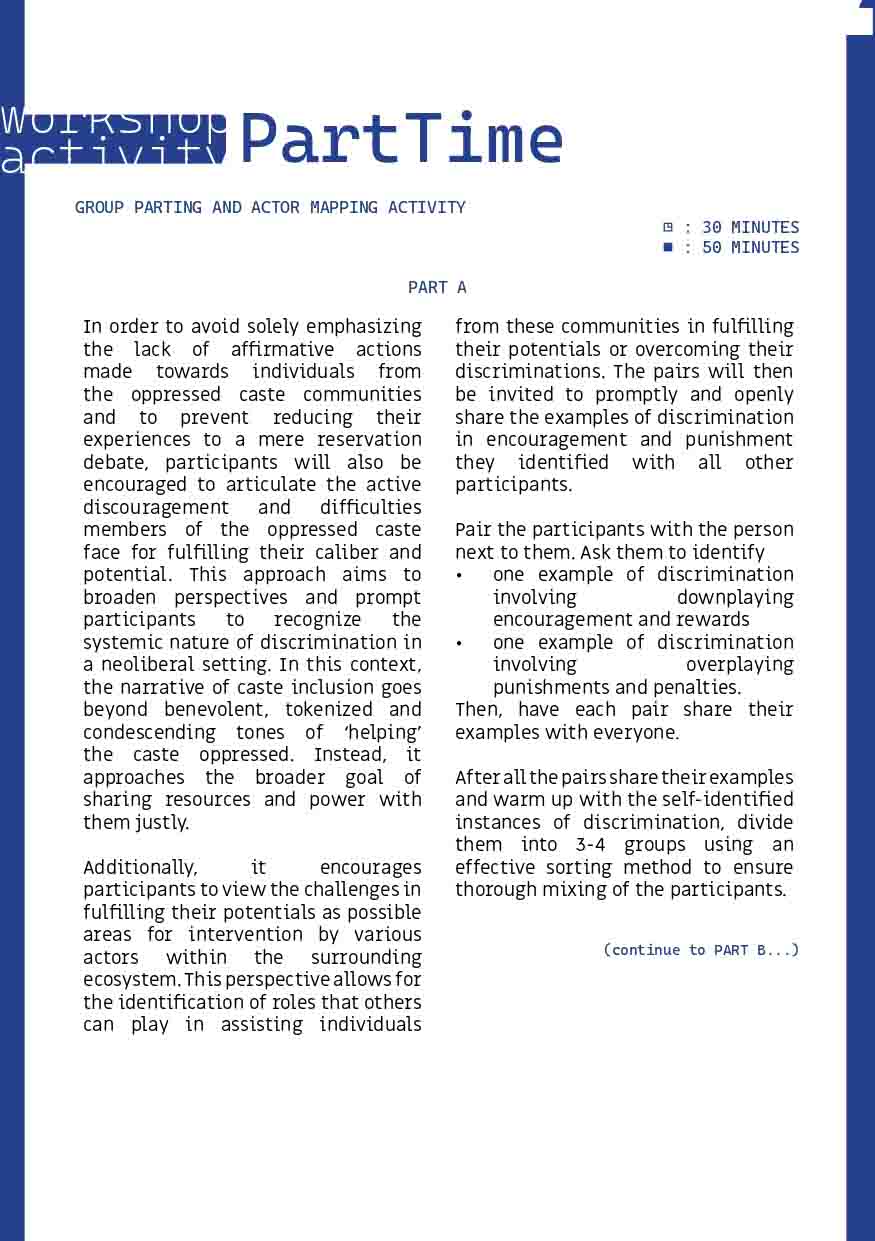 workshop
activity
PartTime
GROUP PARTING AND ACTOR MAPPING ACTIVITY
◳ : 30 MINUTES
■ : 50 MINUTES
PART A
In order to avoid solely emphasizing
the lack of affirmative actions
made towards individuals from
the oppressed caste communities
and to prevent reducing their
experiences to a mere reservation
debate, participants will also be
encouraged to articulate the active
discouragement and difficulties
members of the oppressed caste
face for fulfilling their caliber and
potential. This approach aims to
broaden perspectives and prompt
participants to recognize the
systemic nature of discrimination in
a neoliberal setting. In this context,
the narrative of caste inclusion goes
beyond benevolent, tokenized and
condescending tones of ‘helping’
the caste oppressed. Instead, it
approaches the broader goal of
sharing resources and power with
them justly.
Additionally, it encourages
participants to view the challenges in
fulfilling their potentials as possible
areas for intervention by various
actors within the surrounding
ecosystem. This perspective allows for
the identification of roles that others
can play in assisting individuals
from these communities in fulfilling
their potentials or overcoming their
discriminations. The pairs will then
be invited to promptly and openly
share the examples of discrimination
in encouragement and punishment
they identified with all other
participants.
Pair the participants with the person
next to them. Ask them to identify
• one example of discrimination
involving downplaying
encouragement and rewards
• one example of discrimination
involving overplaying
punishments and penalties.
Then, have each pair share their
examples with everyone.
After all the pairs share their examples
and warm up with the self-identified
instances of discrimination, divide
them into 3-4 groups using an
effective sorting method to ensure
thorough mixing of the participants.
(continue to PART B...)